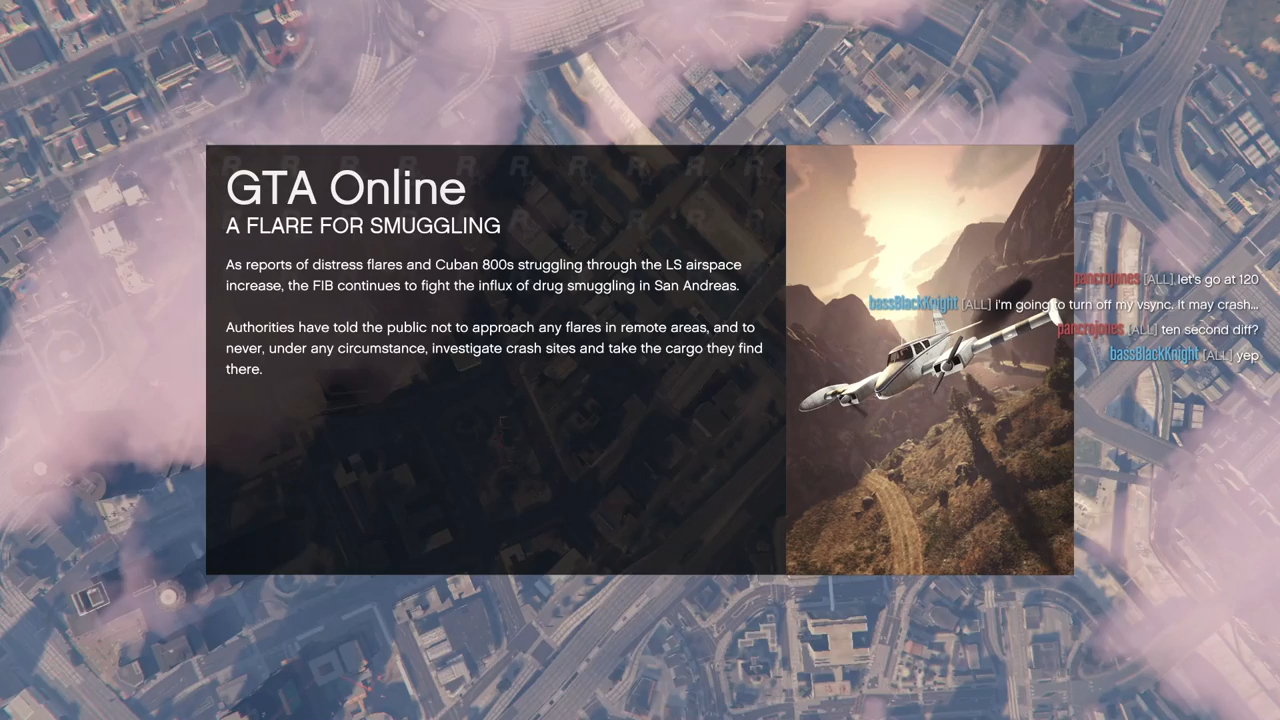 GTA Online
A FLARE FOR SMUGGLING
As reports of distress flares and Cuban 800s struggling through the LS airspace
increase, the FIB continues to fight the influx of drug smuggling in San Andreas.
Authorities have told the public not to approach any flares in remote areas, and to
never, under any circumstance, investigate crash sites and take the cargo they find
there.
pancrojones [ALL] let's go at 120
bassBlackKnight [ALL] i'm going to turn off my vsync. It may crash...
pancrojones [ALL] ten second diff?
bassBlackKnight [ALL] yep